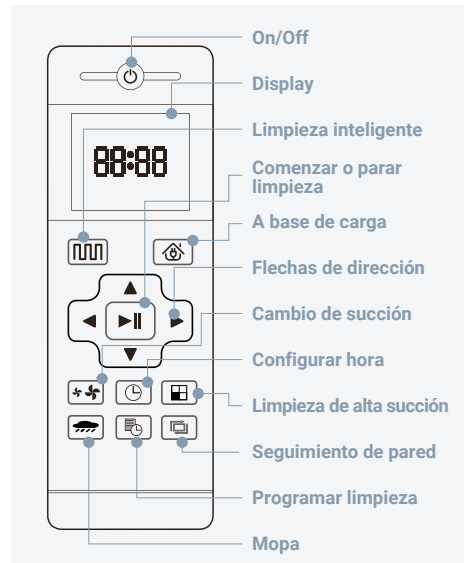 On/Off
Display
Limpieza inteligente
88:88
Comenzar o parar
limpieza
A base de carga
Flechas de dirección
Cambio de succión
Configurar hora
Limpieza de alta succión
Seguimiento de pared
Programar limpieza
Mopa